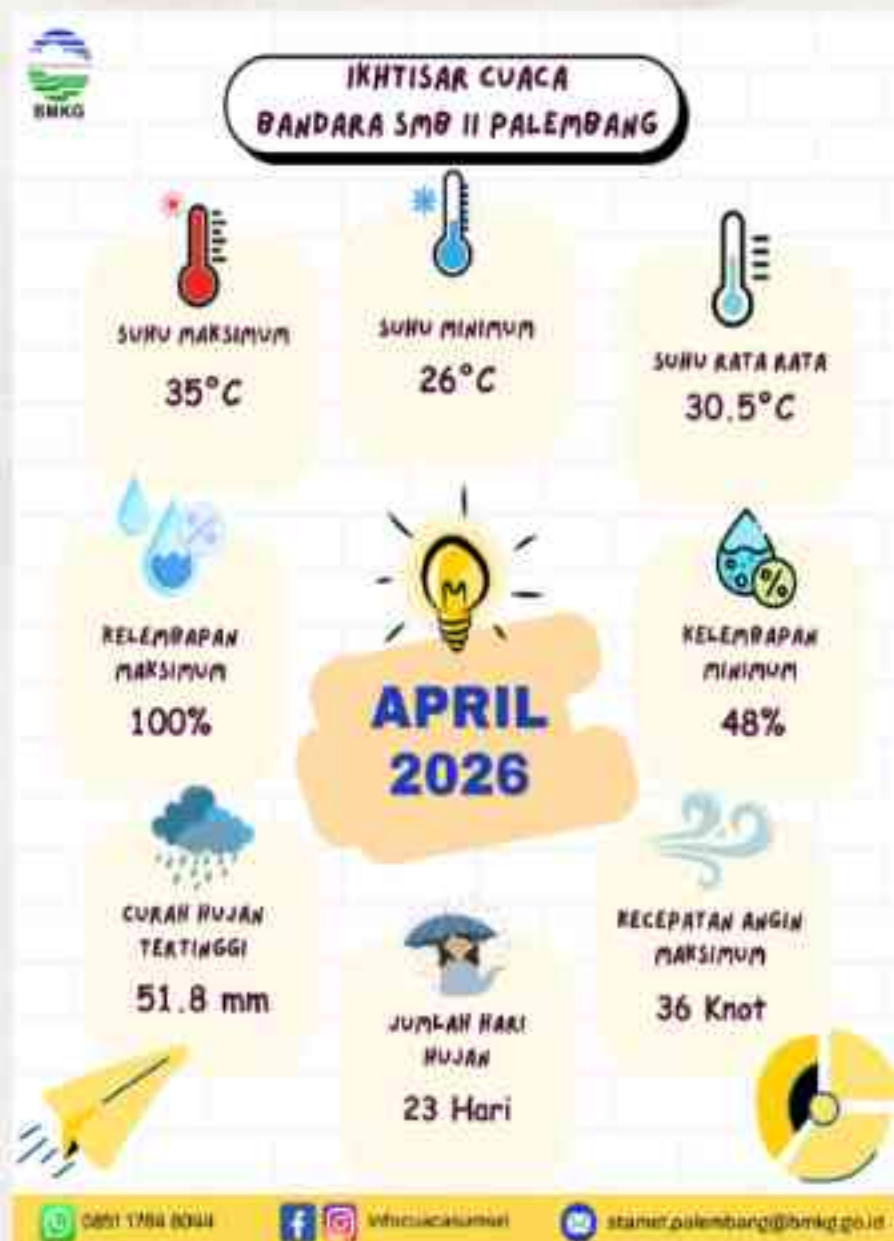 BMKG
IKHTISAR CUACA
BANDARA SMB II PALEMBANG
SUHU MAKSIMUM
35°C
SUHU MINIMUM
26°C
SUHU RATA RATA
30.5°C
KELEMBAPAN
MAKSIMUM
100%
APRIL
2026
KELEMBAPAN
MINIMUM
48%
CURAH HUJAN
TERTINGGI
51.8 mm
JUMLAH HARI
HUJAN
23 Hari
KECEPATAN ANGIN
MAKSIMUM
36 Knot
infocuacasumsel
stamet.palembang@bmkg.go.id